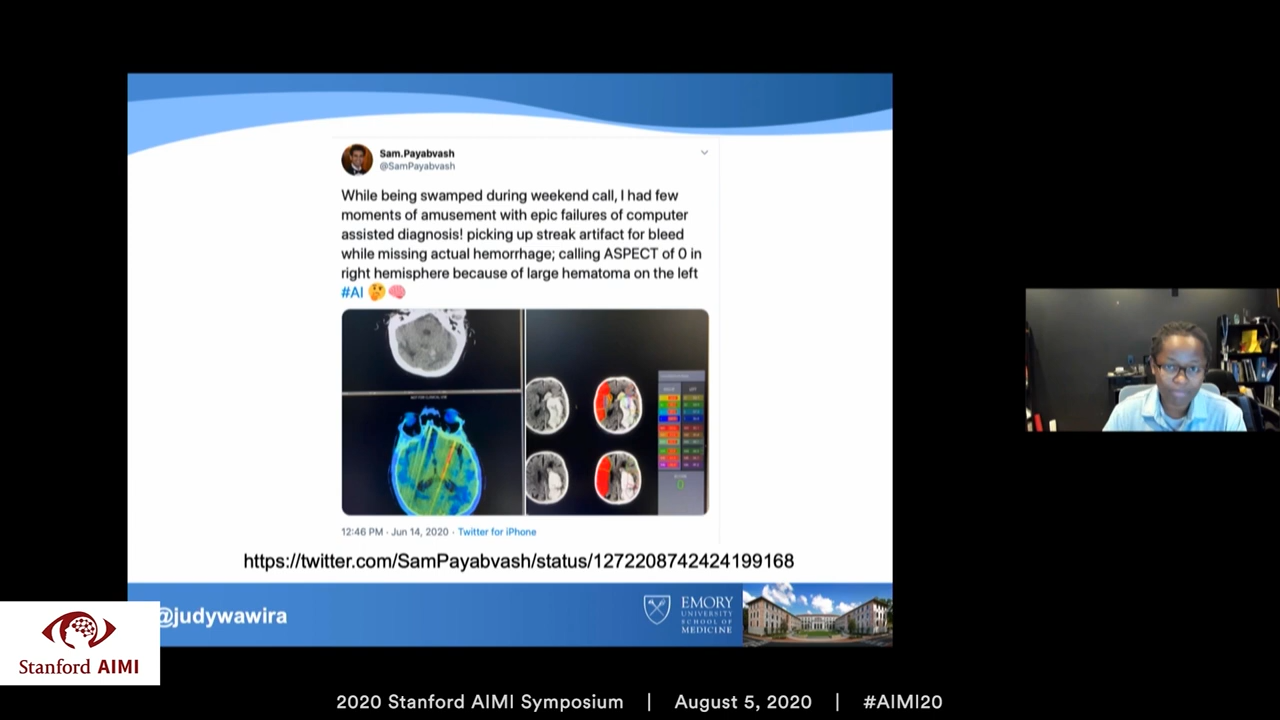 Sam.Payabvash
@SamPayabvash
While being swamped during weekend call, I had few
moments of amusement with epic failures of computer
assisted diagnosis! picking up streak artifact for bleed
while missing actual hemorrhage; calling ASPECT of 0 in
right hemisphere because of large hematoma on the left
#AI 🤔🧠
12:46 PM · Jun 14, 2020 · Twitter for iPhone
https://twitter.com/SamPayabvash/status/1272208742424199168
@judywawira
EMORY
UNIVERSITY
SCHOOL OF
MEDICINE
Stanford AIMI
2020 Stanford AIMI Symposium | August 5, 2020 | #AIMI20